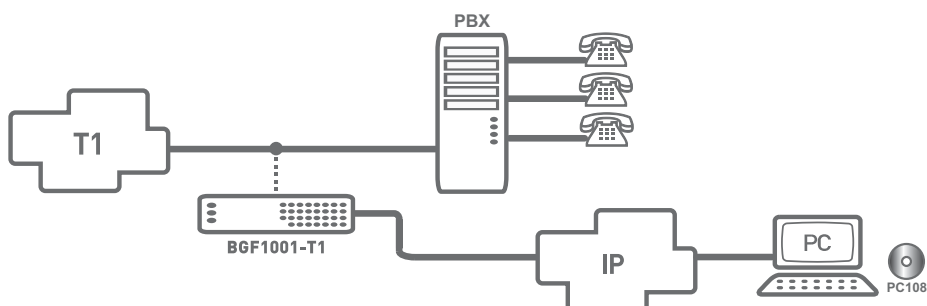 PBX
T1
BGF1001-T1
IP
PC
PC108